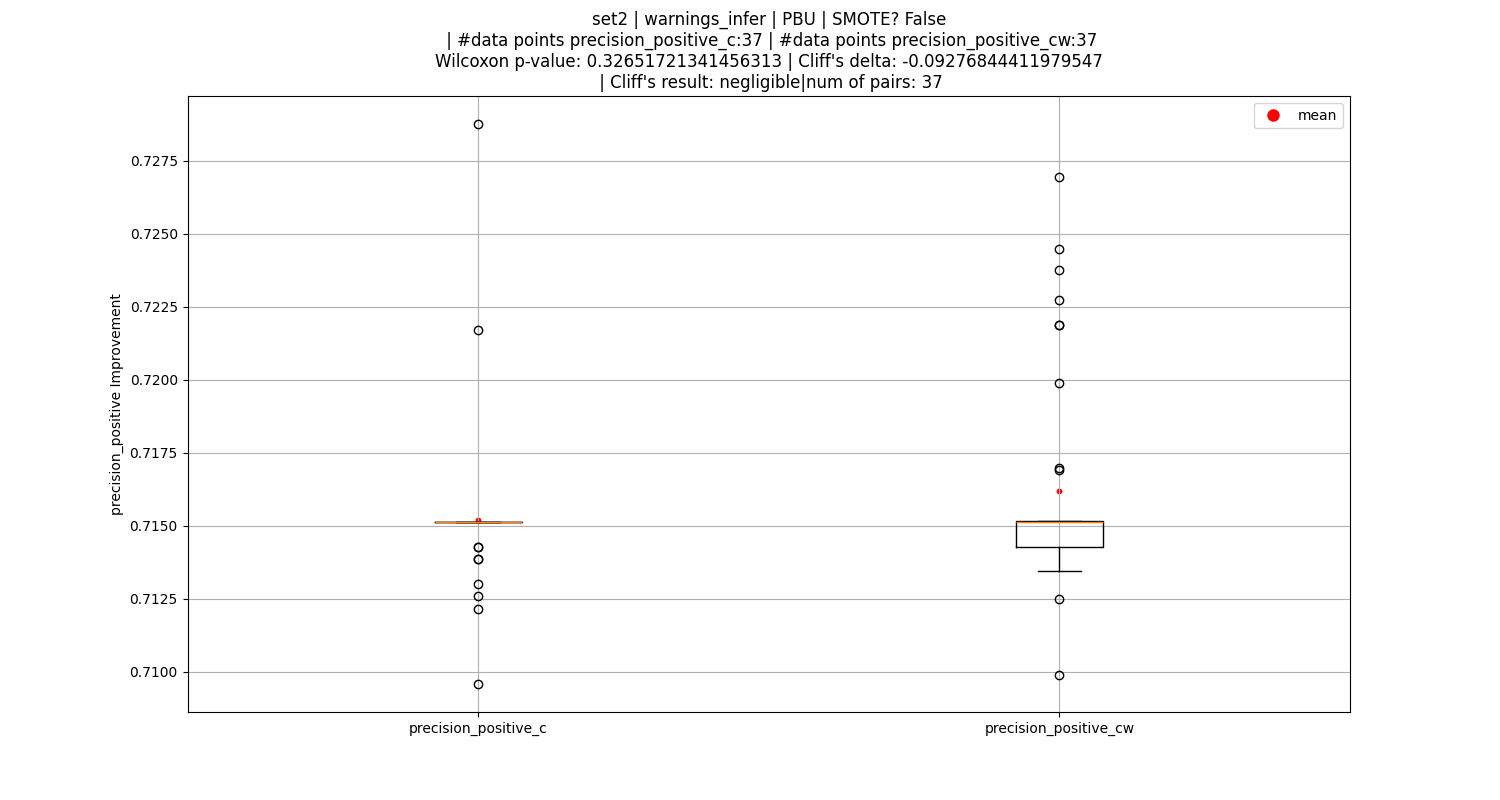 set2 | warnings_infer | PBU | SMOTE? False
| #data points precision_positive_c:37 | #data points precision_positive_cw:37
Wilcoxon p-value: 0.32651721341456313 | Cliff's delta: -0.09276844411979547
| Cliff's result: negligible|num of pairs: 37
mean
precision_positive Improvement
0.7275
0.7250
0.7225
0.7200
0.7175
0.7150
0.7125
0.7100
precision_positive_c
precision_positive_cw